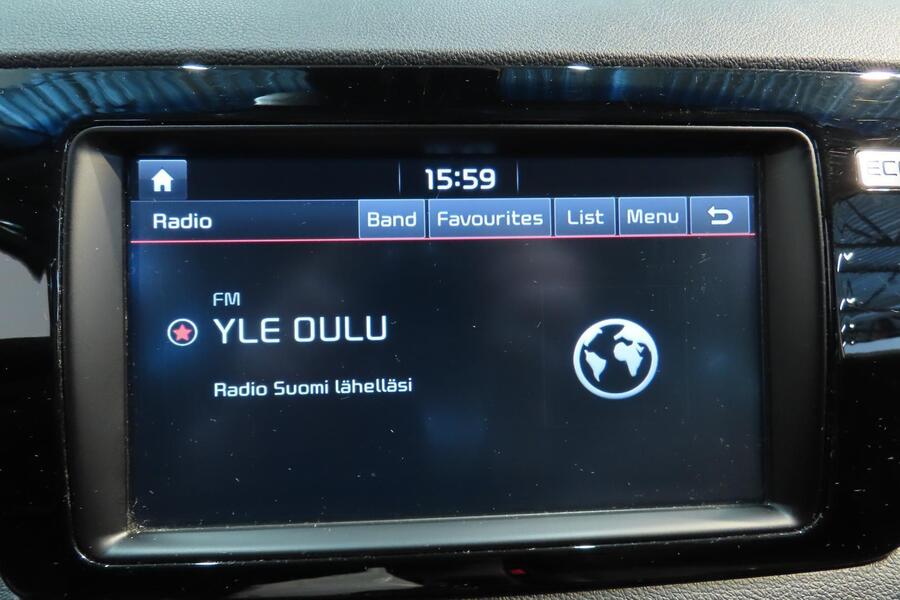 15:59
Radio Band Favourites List Menu
FM
YLE OULU
Radio Suomi lähelläsi